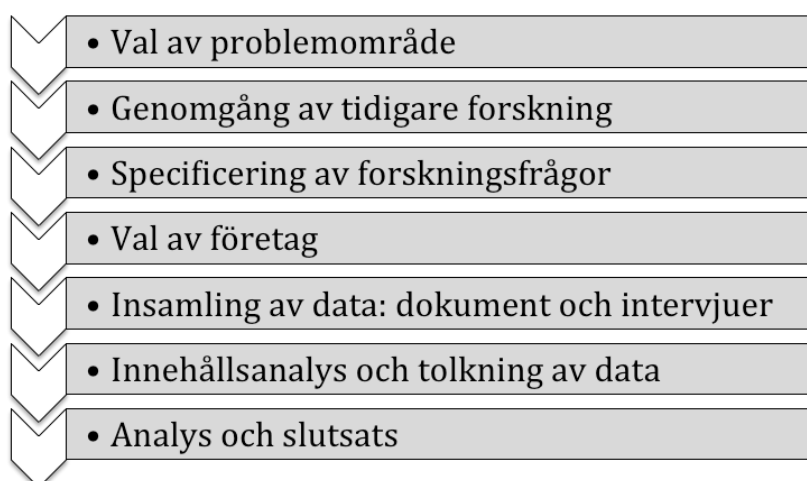 • Val av problemområde
• Genomgång av tidigare forskning
• Specificering av forskningsfrågor
• Val av företag
• Insamling av data: dokument och intervjuer
• Innehållsanalys och tolkning av data
• Analys och slutsats